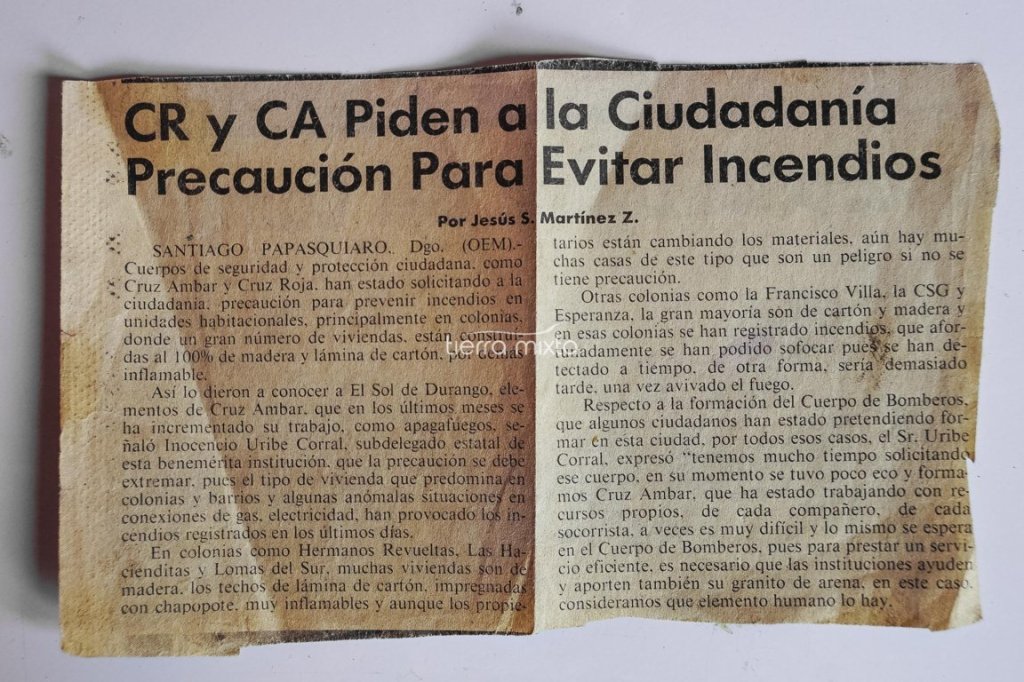 CR y CA Piden a la Ciudadanía
Precaución Para Evitar Incendios
Por Jesús S. Martínez Z.
SANTIAGO PAPASQUIARO, Dgo. (OEM).-
Cuerpos de seguridad y protección ciudadana, como
Cruz Ambar y Cruz Roja, han estado solicitando a la
ciudadanía, precaución para prevenir incendios en
unidades habitacionales, principalmente en colonias,
donde un gran número de viviendas, están construi-
das al 100% de madera y lámina de cartón, por demás
inflamable.
Así lo dieron a conocer a El Sol de Durango, ele-
mentos de Cruz Ambar, que en los últimos meses se
ha incrementado su trabajo, como apagafuegos, se-
ñaló Inocencio Uribe Corral, subdelegado estatal de
esta benemérita institución, que la precaución se debe
extremar, pues el tipo de vivienda que predomina en
colonias y barrios y algunas anómalas situaciones en
conexiones de gas, electricidad, han provocado los in-
cendios registrados en los últimos días.
En colonias como Hermanos Revueltas, Las Ha-
cienditas y Lomas del Sur, muchas viviendas son de
madera, los techos de lámina de cartón, impregnadas
con chapopote, muy inflamables y aunque los propie-
tarios están cambiando los materiales, aún hay mu-
chas casas de este tipo que son un peligro si no se
tiene precaución.
Otras colonias como la Francisco Villa, la CSG y
Esperanza, la gran mayoría son de cartón y madera y
en esas colonias se han registrado incendios, que afor-
tunadamente se han podido sofocar pues se han de-
tectado a tiempo, de otra forma, sería demasiado
tarde, una vez avivado el fuego.
Respecto a la formación del Cuerpo de Bomberos,
que algunos ciudadanos han estado pretendiendo for-
mar en esta ciudad, por todos esos casos, el Sr. Uribe
Corral, expresó "tenemos mucho tiempo solicitando
ese cuerpo, en su momento se tuvo poco eco y forma-
mos Cruz Ambar, que ha estado trabajando con re-
cursos propios, de cada compañero, de cada
socorrista, a veces es muy difícil y lo mismo se espera
en el Cuerpo de Bomberos, pues para prestar un servi-
cio eficiente, es necesario que las instituciones ayuden
y aporten también su granito de arena, en este caso,
consideramos que elemento humano lo hay.
tierra mixta